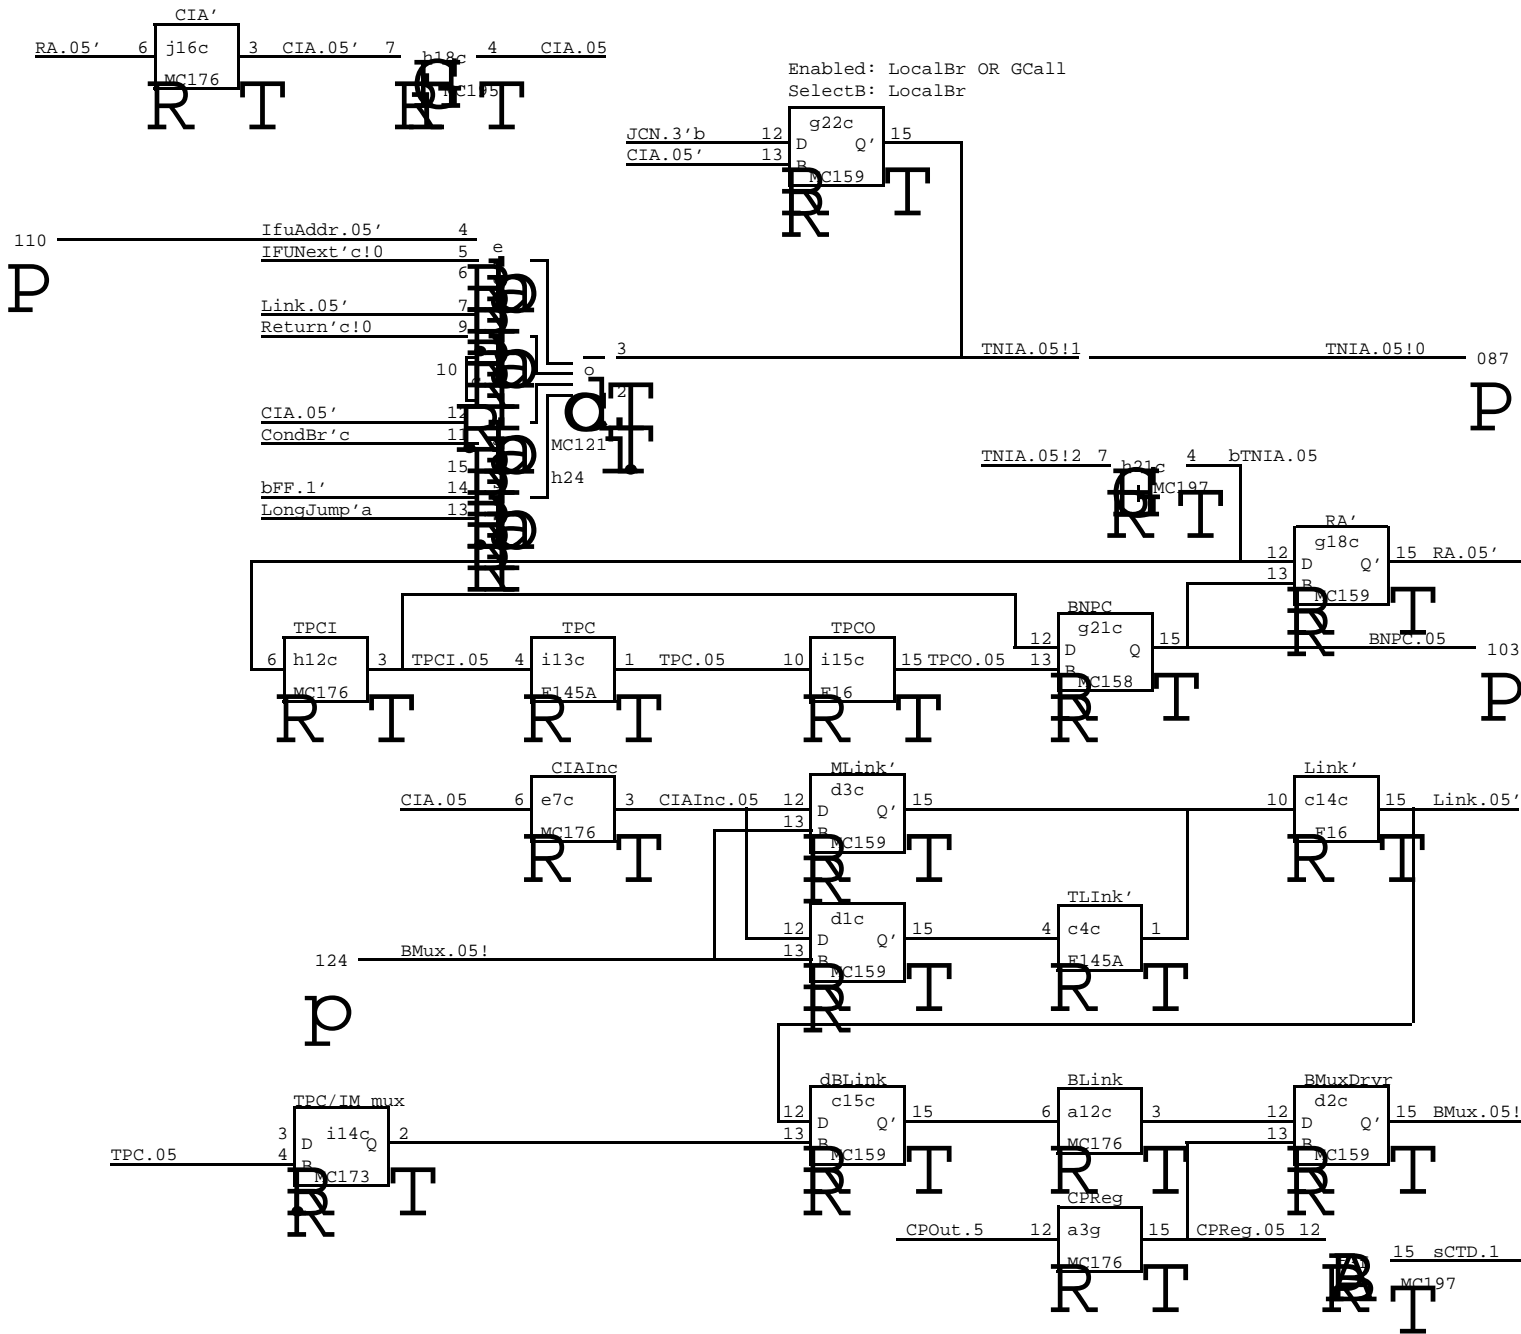 CIA'
RA.05' 6 j16c 3 CIA.05' 7 h18c 4 CIA.05
MC176 MC195
R T R G T
Enabled: LocalBr OR GCall
SelectB: LocalBr
g22c
JCN.3'b 12 D Q' 15
CIA.05' 13 B
MC159
R T
R
110 IfuAddr.05' 4
IFUNext'c!0 5 e
P 6
Link.05' 7
Return'c!0 9
10
3 TNIA.05!1 TNIA.05!0 087
o
2
P
CIA.05' 12
CondBr'c 11
MC121
15
h24
bFF.1' 14
LongJump'a 13
TNIA.05!2 7 h21c 4 bTNIA.05
MC197
R G T
RA'
g18c
12 D Q' 15 RA.05'
13 B
MC159
R T
R
TPCI TPC TPCO BNPC
g21c
6 h12c 3 TPCI.05 4 i13c 1 TPC.05 10 i15c 15 TPCO.05
12 D Q 15 BNPC.05 103
13 B
MC176 F145A F16 MC158
R T R T R T R T P
R
CIAInc MLink' Link'
d3c
CIA.05 6 e7c 3 CIAInc.05 12 D Q' 15 10 c14c 15 Link.05'
13 B
MC176 MC159 F16
R T R T R T
R
TLInk'
d1c
12 D Q' 15 4 c4c 1
124 BMux.05! 13 B
MC159 F145A
R T R T
R
p
dBLink BLink BMuxDrvr
c15c d2c
12 D Q' 15 6 a12c 3 12 D Q' 15 BMux.05!
13 B 13 B
MC159 MC176 MC159
R T R T R T
R R
TPC/IM mux
3 D i14c Q 2
TPC.05 4 B
MC173
R T
R
CPReg
CPOut.5 12 a3g 15 CPReg.05 12
MC176
R T
15 sCTD.1
MC197
R B T